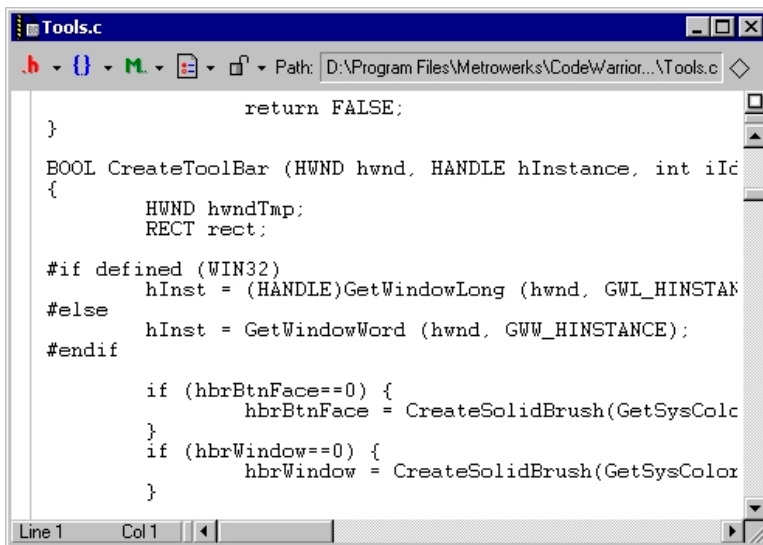 Tools.c
.h {} M. Path: D:\Program Files\Metrowerks\CodeWarrior...\Tools.c
return FALSE;
}
BOOL CreateToolBar (HWND hwnd, HANDLE hInstance, int iId
{
HWND hwndTmp;
RECT rect;
#if defined (WIN32)
hInst = (HANDLE)GetWindowLong (hwnd, GWL_HINSTAN
#else
hInst = GetWindowWord (hwnd, GWW_HINSTANCE);
#endif
if (hbrBtnFace==0) {
hbrBtnFace = CreateSolidBrush(GetSysColo
}
if (hbrWindow==0) {
hbrWindow = CreateSolidBrush(GetSysColor
}
Line 1 Col 1